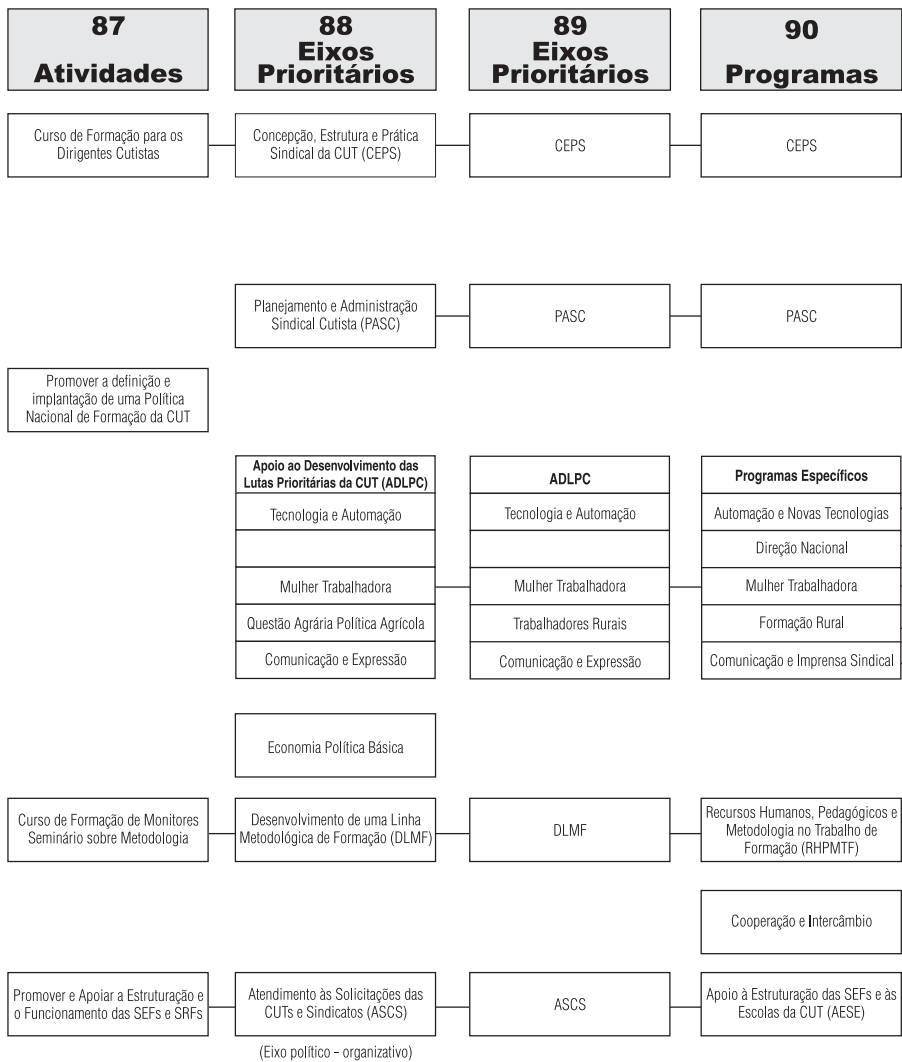 87
Atividades
88
Eixos
Prioritários
89
Eixos
Prioritários
90
Programas
Curso de Formação para os
Dirigentes Cutistas
Concepção, Estrutura e Prática
Sindical da CUT (CEPS)
CEPS
CEPS
Planejamento e Administração
Sindical Cutista (PASC)
PASC
PASC
Promover a definição e
implantação de uma Política
Nacional de Formação da CUT
Apoio ao Desenvolvimento das
Lutas Prioritárias da CUT (ADLPC)
ADLPC
Programas Específicos
Tecnologia e Automação
Tecnologia e Automação
Automação e Novas Tecnologias
Direção Nacional
Mulher Trabalhadora
Mulher Trabalhadora
Mulher Trabalhadora
Questão Agrária Política Agrícola
Trabalhadores Rurais
Formação Rural
Comunicação e Expressão
Comunicação e Expressão
Comunicação e Imprensa Sindical
Economia Política Básica
Curso de Formação de Monitores
Seminário sobre Metodologia
Desenvolvimento de uma Linha
Metodológica de Formação (DLMF)
DLMF
Recursos Humanos, Pedagógicos e
Metodologia no Trabalho de
Formação (RHPMTF)
Cooperação e Intercâmbio
Promover e Apoiar a Estruturação e
o Funcionamento das SEFs e SRFs
Atendimento às Solicitações das
CUTs e Sindicatos (ASCS)
ASCS
Apoio à Estruturação das SEFs e às
Escolas da CUT (AESE)
(Eixo político – organizativo)